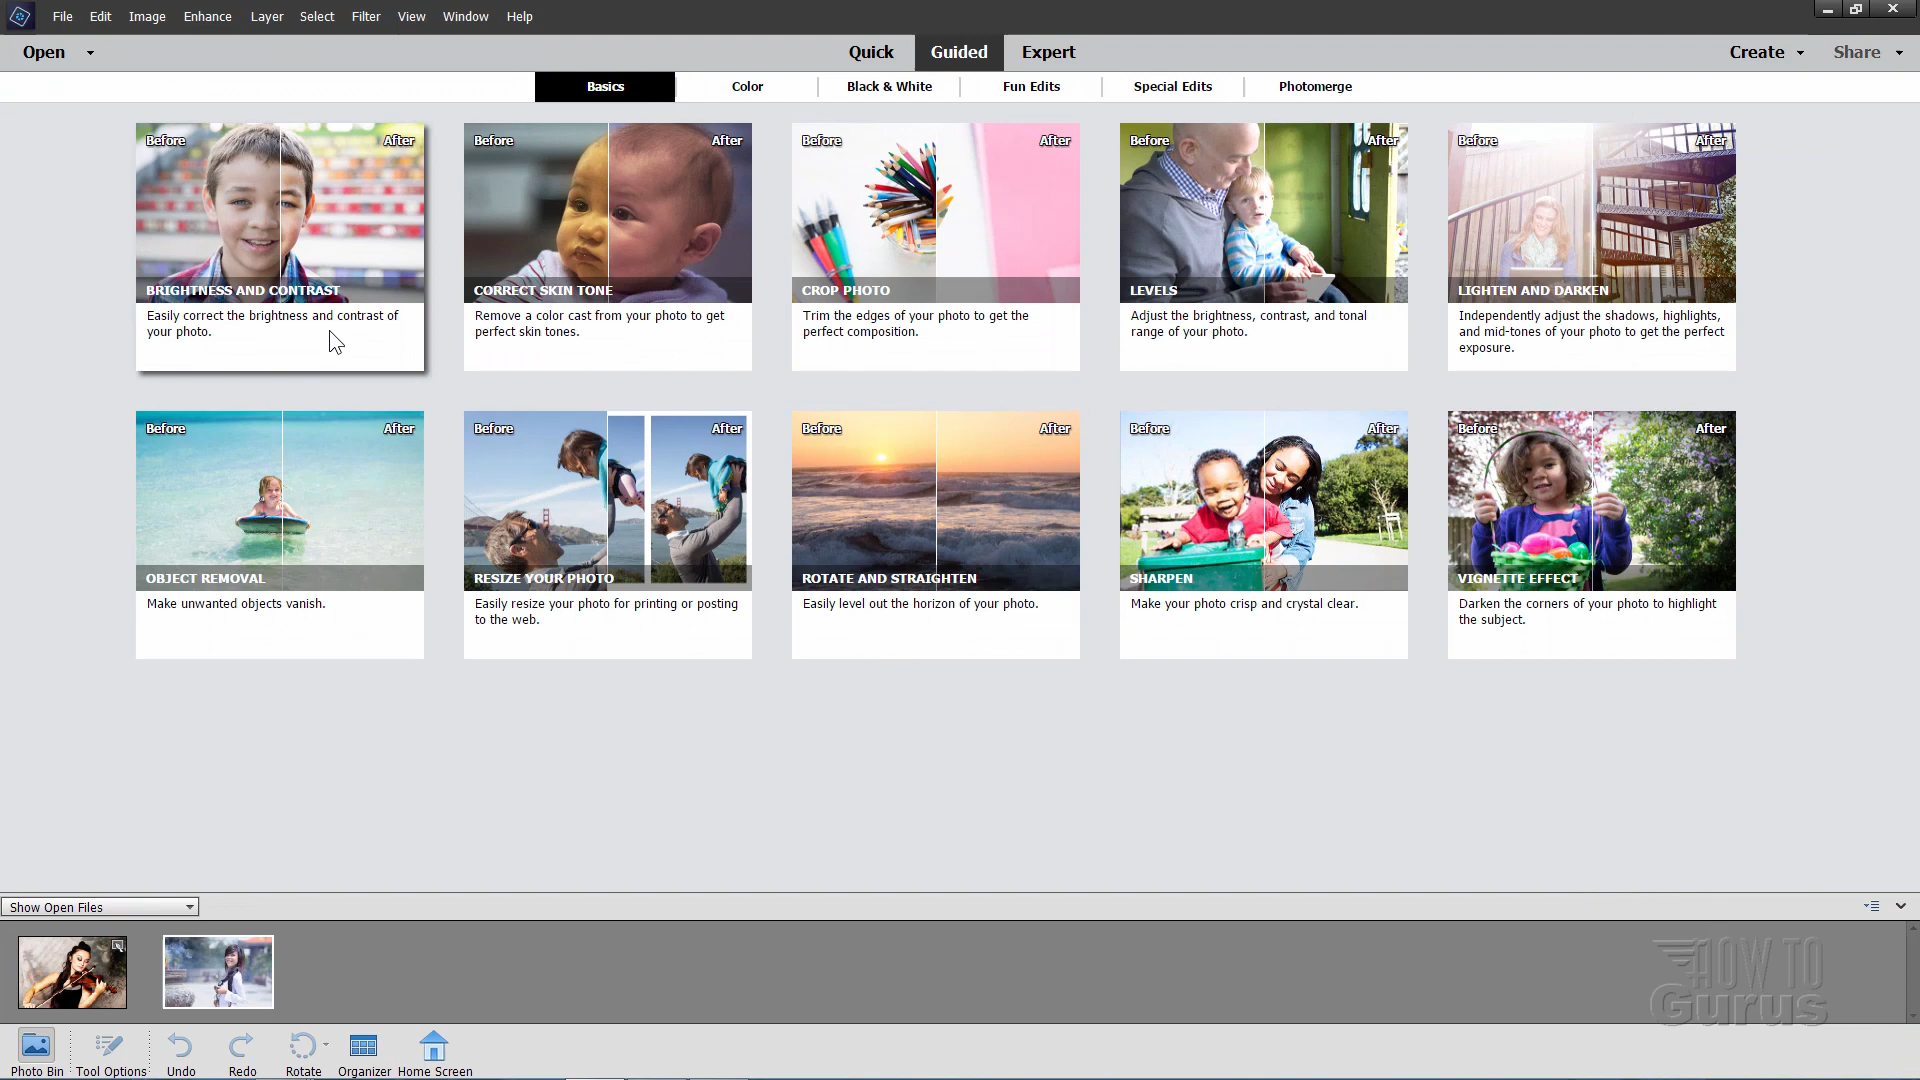 File Edit Image Enhance Layer Select Filter View Window Help
Open Quick Guided Expert Create Share
Basics Color Black & White Fun Edits Special Edits Photomerge
Before After Before After Before After Before After Before After
BRIGHTNESS AND CONTRAST
Easily correct the brightness and contrast of
your photo.
CORRECT SKIN TONE
Remove a color cast from your photo to get
perfect skin tones.
CROP PHOTO
Trim the edges of your photo to get the
perfect composition.
LEVELS
Adjust the brightness, contrast, and tonal
range of your photo.
LIGHTEN AND DARKEN
Independently adjust the shadows, highlights,
and mid-tones of your photo to get the perfect
exposure.
Before After Before After Before After Before After Before After
OBJECT REMOVAL
Make unwanted objects vanish.
RESIZE YOUR PHOTO
Easily resize your photo for printing or posting
to the web.
ROTATE AND STRAIGHTEN
Easily level out the horizon of your photo.
SHARPEN
Make your photo crisp and crystal clear.
VIGNETTE EFFECT
Darken the corners of your photo to highlight
the subject.
Show Open Files
HOW TO
Gurus
Photo Bin Tool Options Undo Redo Rotate Organizer Home Screen